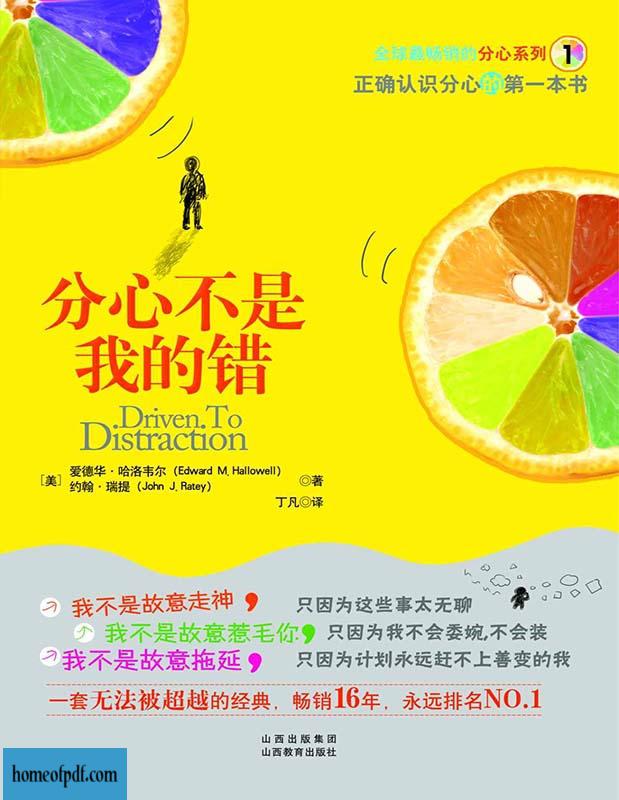 全球最畅销的分心系列 1
正确认识分心的第一本书
分心不是
我的错
Driven To
Distraction
[美] 爱德华·哈洛韦尔（Edward M. Hallowell）
约翰·瑞提（John J. Ratey） ◎著
丁凡◎译
我不是故意走神，只因为这些事太无聊
我不是故意惹毛你，只因为我不会委婉,不会装
我不是故意拖延，只因为计划永远赶不上善变的我
一套无法被超越的经典，畅销16年，永远排名NO.1
山西出版集团
山西教育出版社
homeofpdf.com